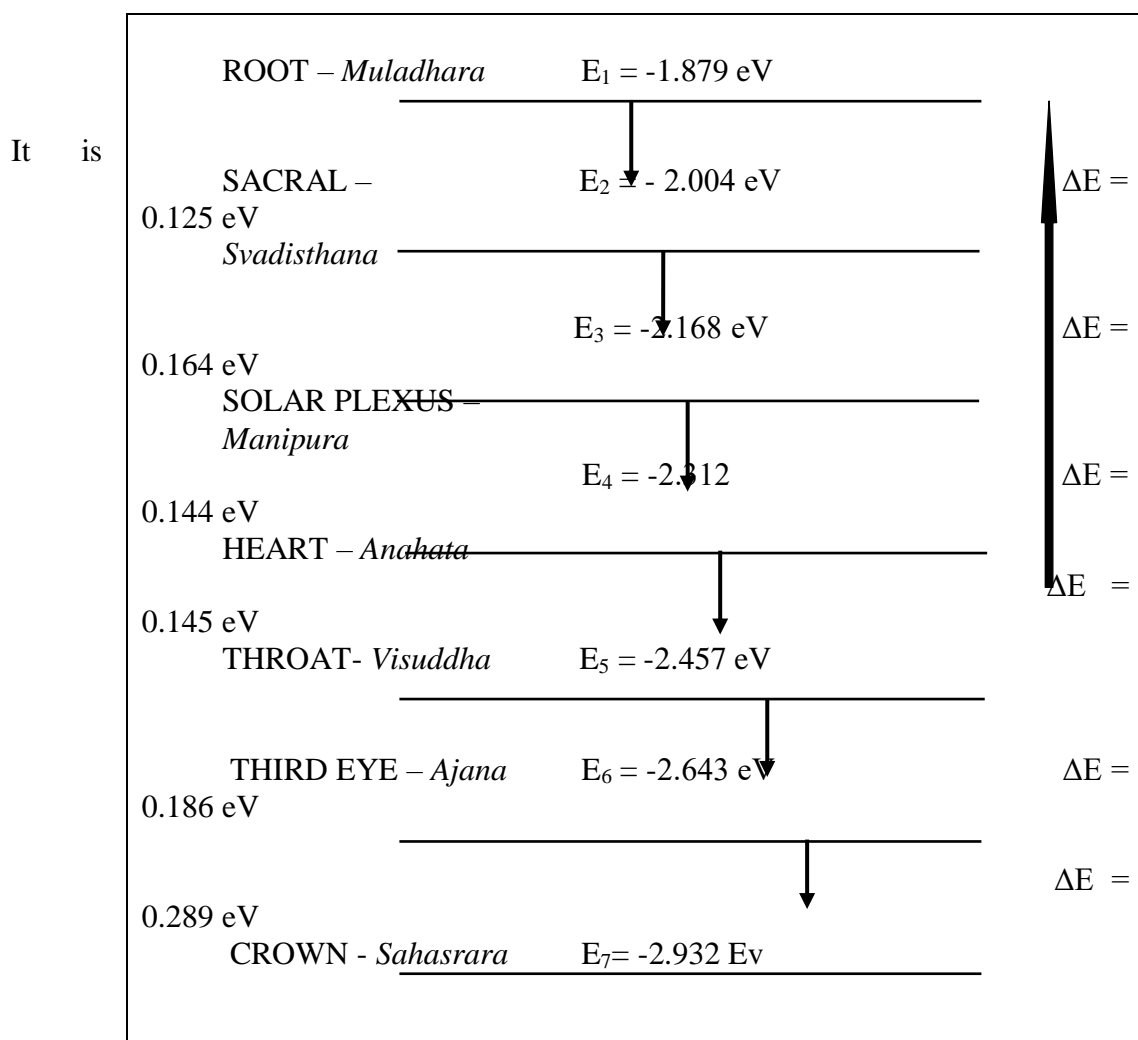 ROOT – Muladhara E₁ = -1.879 eV
It is
SACRAL – E₂ = - 2.004 eV ΔE =
0.125 eV
Svadisthana
E₃ = -2.168 eV ΔE =
0.164 eV
SOLAR PLEXUS –
Manipura
E₄ = -2.312 ΔE =
0.144 eV
HEART – Anahata
ΔE =
0.145 eV
THROAT- Visuddha E₅ = -2.457 eV
THIRD EYE – Ajana E₆ = -2.643 eV ΔE =
0.186 eV
ΔE =
0.289 eV
CROWN - Sahasrara E₇= -2.932 Ev